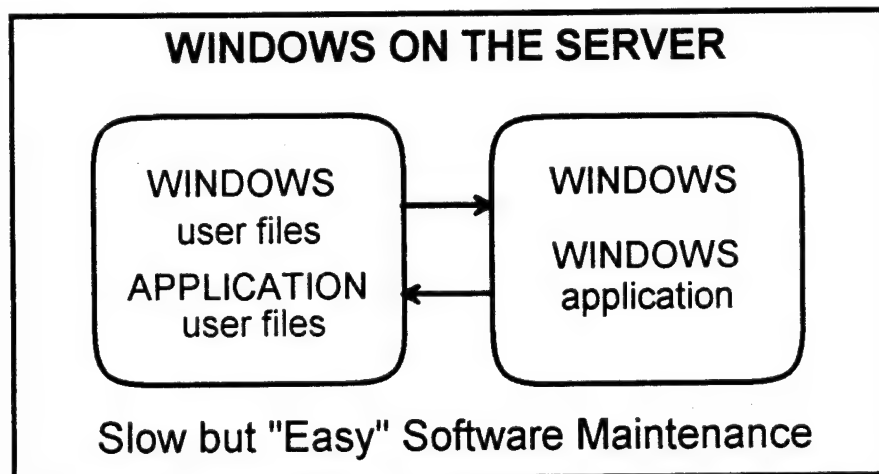 WINDOWS ON THE SERVER
WINDOWS
user files
APPLICATION
user files
WINDOWS
WINDOWS
application
Slow but "Easy" Software Maintenance